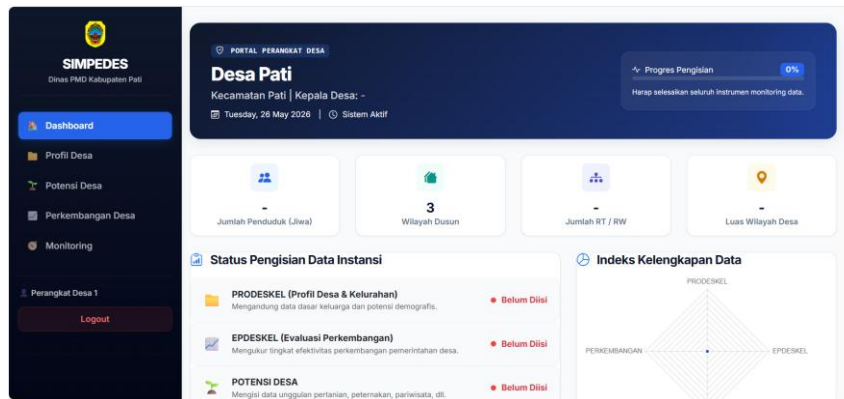 SIMPEDES
Dinas PMD Kabupaten Pati
Dashboard
Profil Desa
Potensi Desa
Perkembangan Desa
Monitoring
Perangkat Desa 1
Logout
PORTAL PERANGKAT DESA
Desa Pati
Kecamatan Pati | Kepala Desa: -
Tuesday, 26 May 2026 | Sistem Aktif
Progres Pengisian 0%
Harap selesaikan seluruh instrumen monitoring data.
-
Jumlah Penduduk (Jiwa)
3
Wilayah Dusun
-
Jumlah RT / RW
-
Luas Wilayah Desa
Status Pengisian Data Instansi
PRODESKEL (Profil Desa & Kelurahan)
Mengandung data dasar keluarga dan potensi demografis.
Belum Diisi
EPDESKEL (Evaluasi Perkembangan)
Mengukur tingkat efektivitas perkembangan pemerintahan desa.
Belum Diisi
POTENSI DESA
Mengisi data unggulan pertanian, peternakan, pariwisata, dll.
Belum Diisi
Indeks Kelengkapan Data
PRODESKEL
PERKEMBANGAN
EPDESKEL